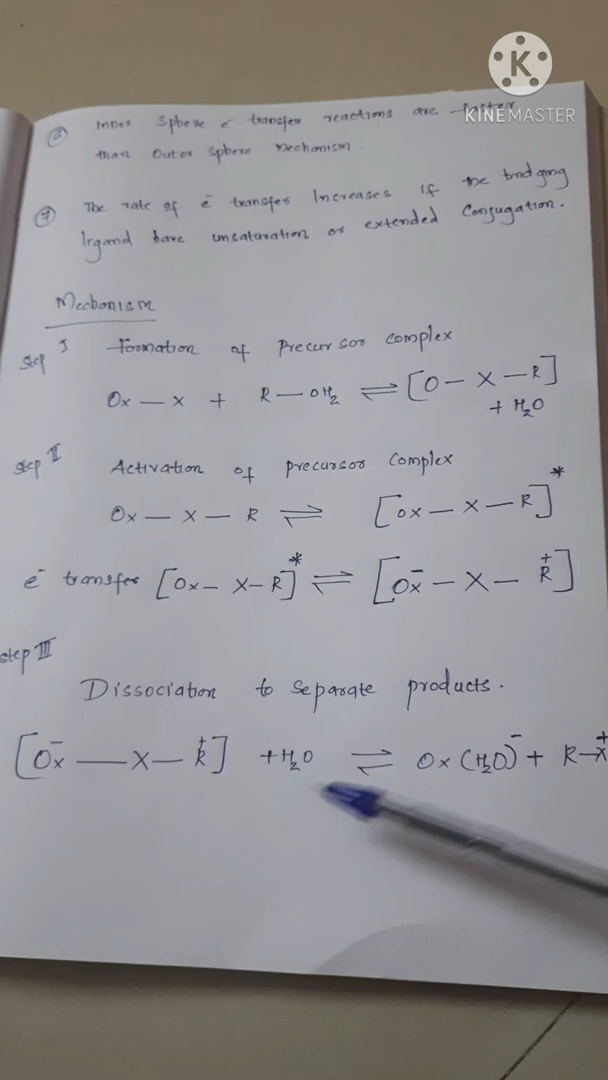 K
KINEMASTER
⑥ Inner Sphere e⁻ transfer reactions are faster
than Outer Sphere Mechanism.
⑦ The rate of e⁻ transfer Increases if the bridging
ligand have unsaturation or extended Conjugation.
Mechanism
Step I Formation of Precursor Complex
Ox — X + R — OH₂ ⇌ [O — X — R]
+ H₂O
Step II Activation of precursor Complex
Ox — X — R ⇌ [Ox — X — R]*
e⁻ transfer [Ox — X — R]* ⇌ [Ox⁻ — X — R⁺]
Step III
Dissociation to Separate products.
[Ox⁻ — X — R⁺] + H₂O ⇌ Ox (H₂O)⁻ + R — X⁺